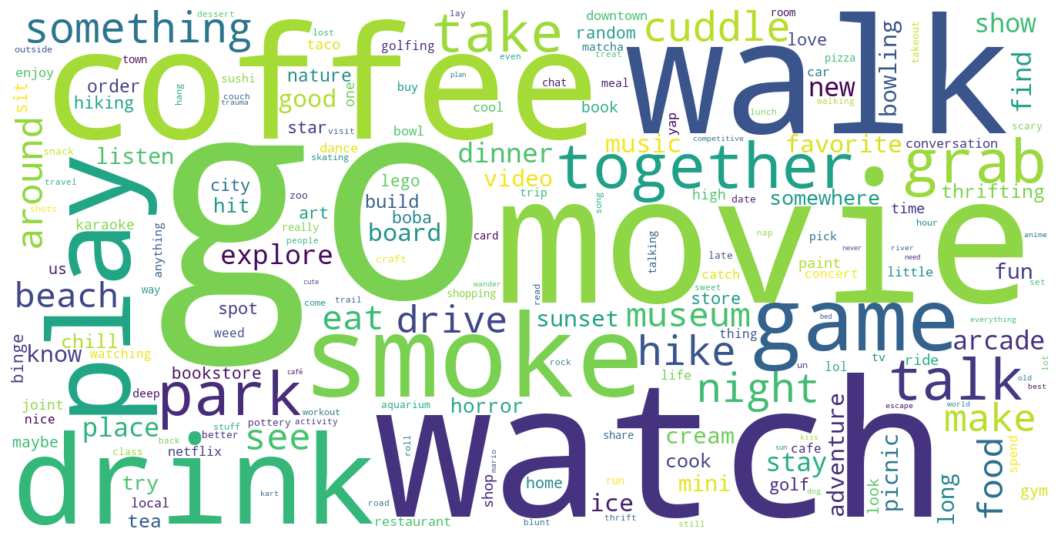 dessert
something
coffee
take
cuddle
downtown
random
matcha
room
love
walk
takeout
show
outside
town
sit
enjoy
order
hiking
hang
couch
trauma
sushi
lost
taco
nature
good
one
star
visit
golfing
lay
even
treat
plan
cool
buy
chat
book
meal
yap
car
pizza
new
lunch
walking
bowling
find
scary
around
snack
travel
shots
karaoke
play
listen
anything
way
go
city
hit
zoo
skating
dance
bowl
lego
build
boba
board
art
really
people
craft
card
dinner
video
trip
music
competitive
together
favorite
conversation
grab
thrifting
high
date
somewhere
time
hour
anime
song
nap
movie
pick
never
river
need
set
us
beach
explore
cute
spot
weed
come
trail
shopping
wander
read
talking
late
catch
sweet
paint
concert
little
fun
binge
know
chill
watching
bookstore
café
eat
drive
sunset
museum
store
thing
game
bed
everything
arcade
joint
nice
deep
park
smoke
rock
hike
life
un
tv
lol
ride
talk
old
lot
best
maybe
place
back
class
stuff
better
netflix
see
workout
pottery
activity
aquarium
horror
night
escape
world
make
drink
try
local
tea
kart
road
restaurant
roll
watch
mario
shop
blunt
home
thrift
share
cook
run
cream
mini
ice
still
sun
cafe
kiss
stay
golf
dog
adventure
look
picnic
long
food
spend
gym